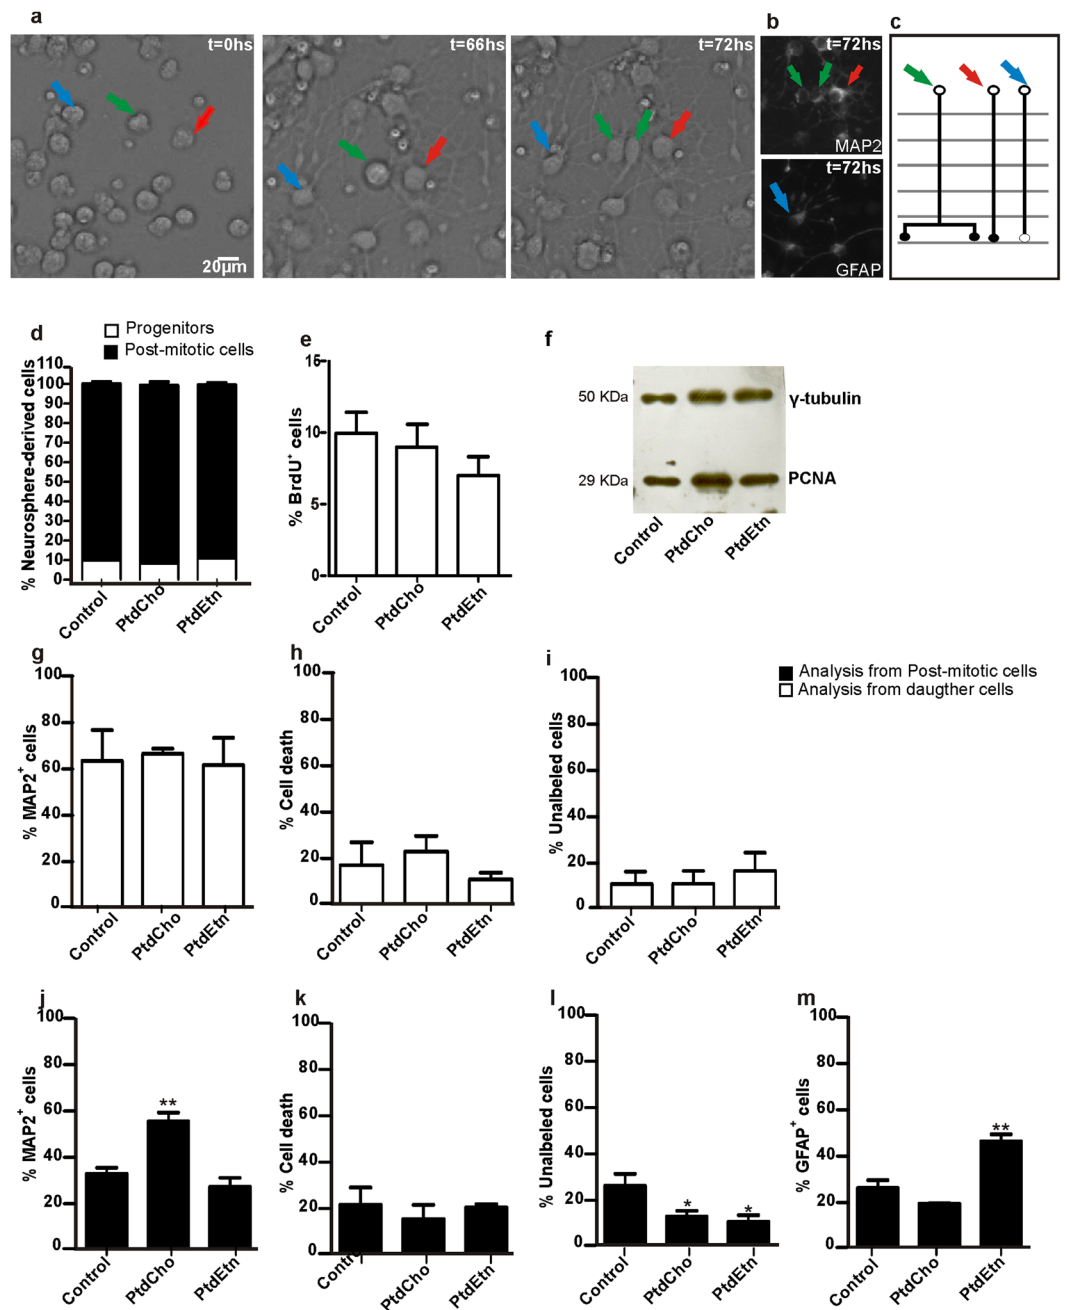 a
t=0hs
t=66hs
t=72hs
20µm
b
t=72hs
MAP2
t=72hs
GFAP
c
d
Progenitors
Post-mitotic cells
% Neurosphere-derived cells
110
100
90
80
70
60
50
40
30
20
10
0
Control
PtdCho
PtdEtn
e
% BrdU+ cells
15
10
5
0
Control
PtdCho
PtdEtn
f
50 KDa
γ-tubulin
29 KDa
PCNA
Control
PtdCho
PtdEtn
g
% MAP2+ cells
100
80
60
40
20
0
Control
PtdCho
PtdEtn
h
% Cell death
100
80
60
40
20
0
Control
PtdCho
PtdEtn
i
% Unalbeled cells
100
80
60
40
20
0
Control
PtdCho
PtdEtn
Analysis from Post-mitotic cells
Analysis from daugther cells
j
% MAP2+ cells
100
80
60
40
20
0
**
Control
PtdCho
PtdEtn
k
% Cell death
100
80
60
40
20
0
Contro
PtdCho
PtdEtn
l
% Unlabeled cells
100
80
60
40
20
0
*
*
Control
PtdCho
PtdEtn
m
% GFAP+ cells
100
80
60
40
20
0
**
Control
PtdCho
PtdEtn